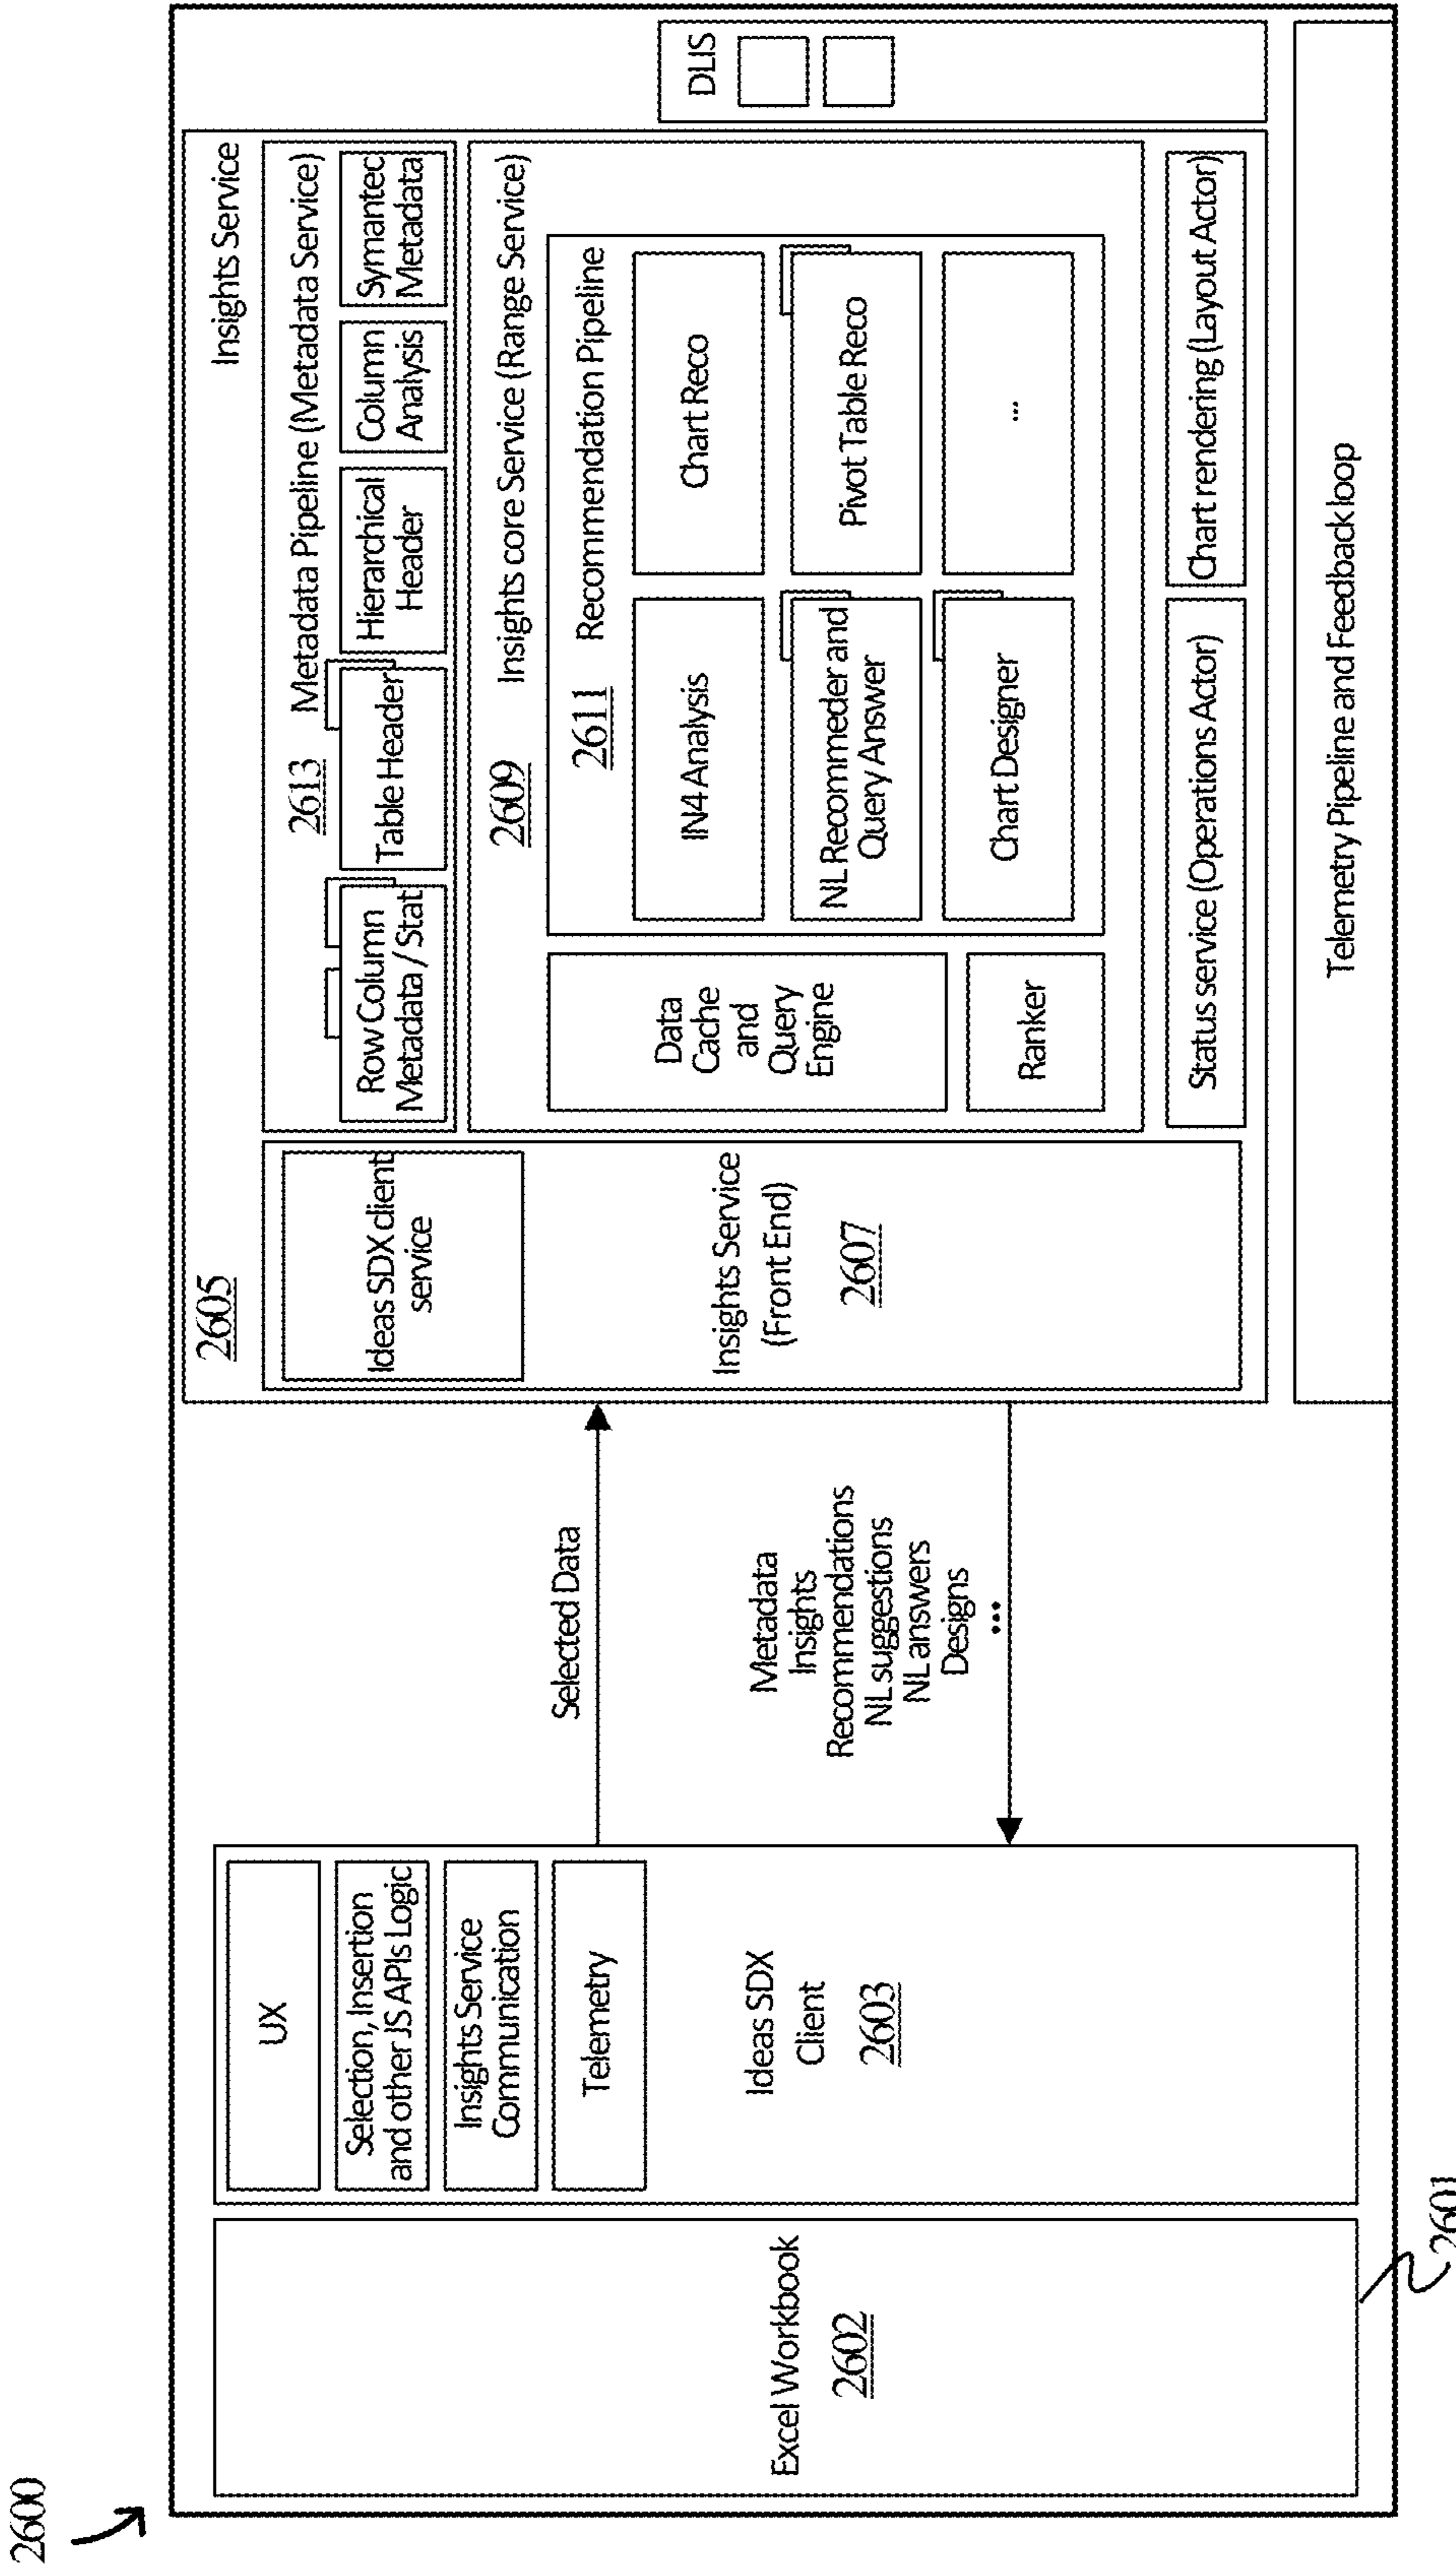 2600
Excel Workbook
2602
2601
UX
Selection, Insertion
and other JS APIs Logic
Insights Service
Communication
Telemetry
Ideas SDX
Client
2603
Selected Data
Metadata
Insights
Recommendations
NL suggestions
NL answers
Designs
...
2605
Insights Service
Ideas SDX client
service
Insights Service
(Front End)
2607
2613
Metadata Pipeline (Metadata Service)
Row Column
Metadata / Stat
Table Header
Hierarchical
Header
Column
Analysis
Symantec
Metadata
2609
Insights core Service (Range Service)
Data
Cache
and
Query
Engine
Ranker
2611
Recommendation Pipeline
IN4 Analysis
Chart Reco
NL Recommeder and
Query Answer
Pivot Table Reco
Chart Designer
...
Status service (Operations Actor)
Chart rendering (Layout Actor)
DLIS
Telemetry Pipeline and Feedback loop